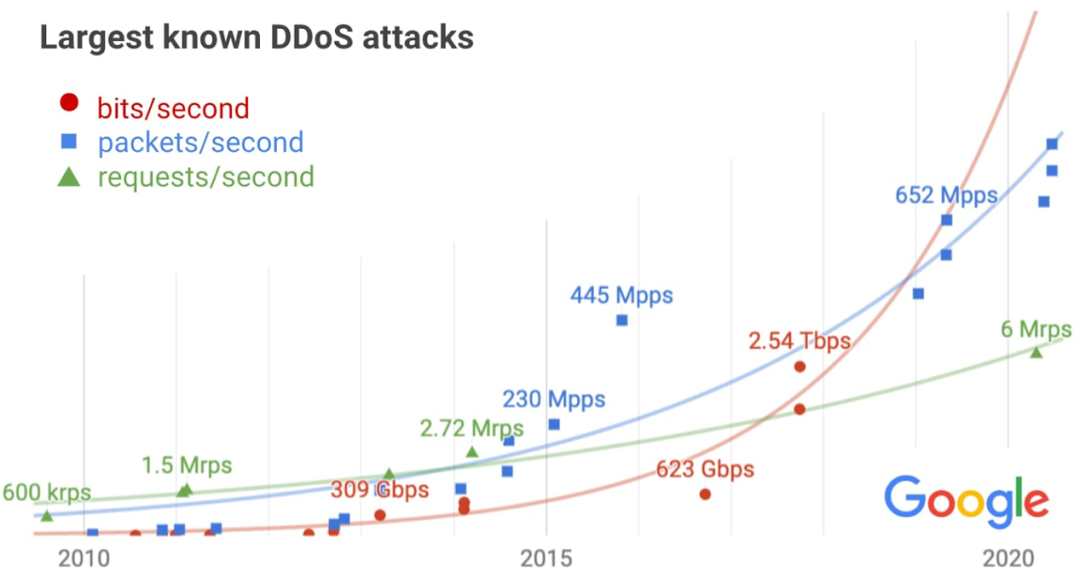 Largest known DDoS attacks
bits/second
packets/second
requests/second
652 Mpps
445 Mpps
6 Mrps
2.54 Tbps
230 Mpps
2.72 Mrps
1.5 Mrps
623 Gbps
600 krps
309 Gbps
Google
2010
2015
2020